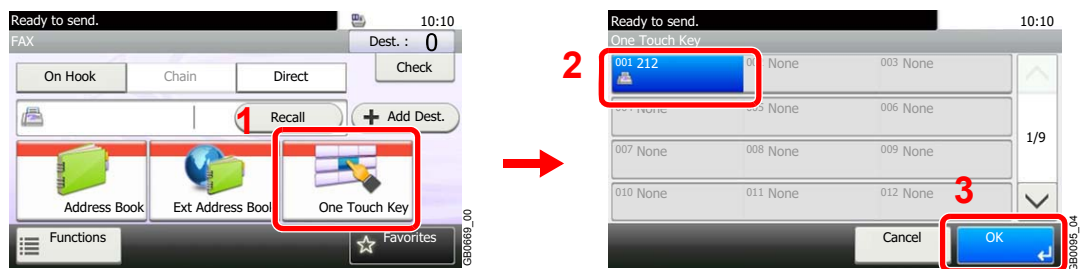 Ready to send.
10:10
FAX
Dest. : 0
On Hook
Chain
Direct
Check
1
Recall
Add Dest.
Address Book
Ext Address Book
One Touch Key
Functions
Favorites
GB0669_00
Ready to send.
10:10
One Touch Key
2
001 212
002 None
003 None
004 None
005 None
006 None
1/9
007 None
008 None
009 None
010 None
011 None
012 None
3
Cancel
OK
GB0095_04